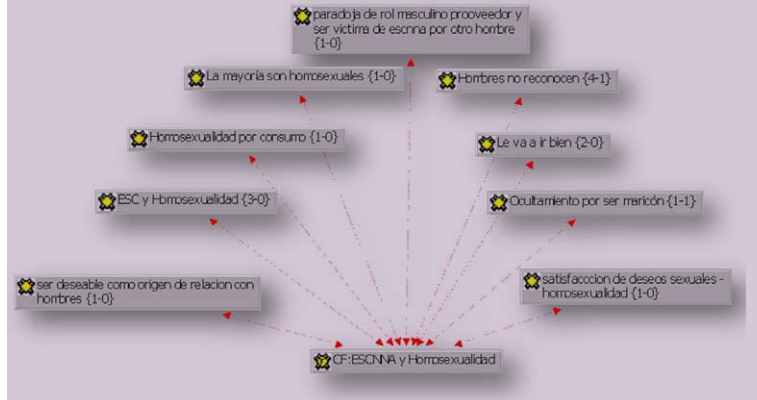 paradoja de rol masculino prooveedor y
ser victima de escnna por otro hombre
{1-0}
La mayoría son homosexuales {1-0}
Hombres no reconocen {4-1}
Homosexualidad por consumo {1-0}
Le va a ir bien {2-0}
ESC y Homosexualidad {3-0}
Ocultamiento por ser maricón {1-1}
ser deseable como origen de relacion con
hombres {1-0}
satisfacccion de deseos sexuales -
homosexualidad {1-0}
CF:ESCNNA y Homosexualidad